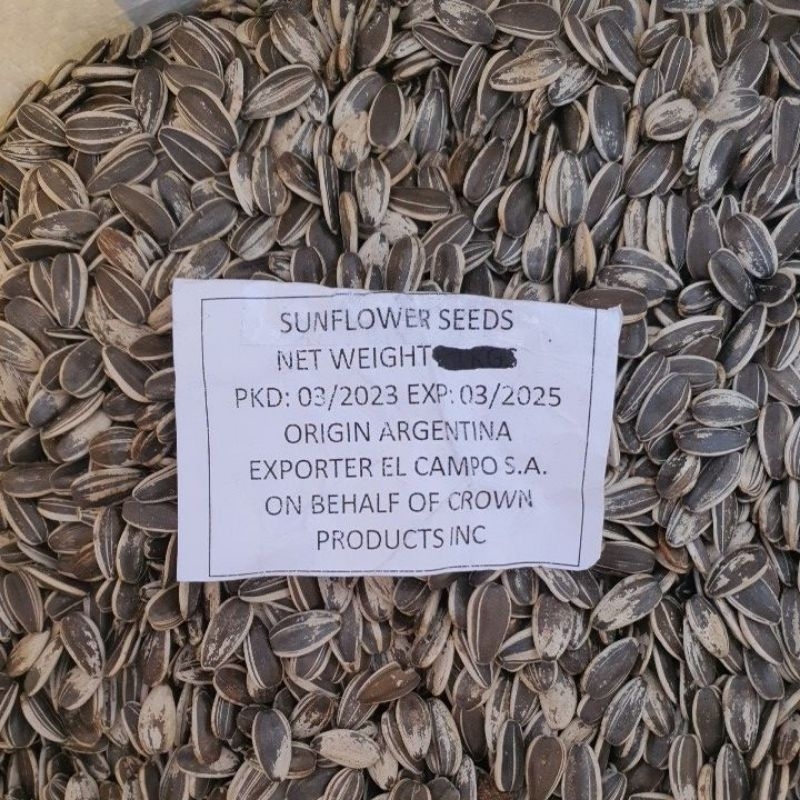 SUNFLOWER SEEDS
NET WEIGHT
PKD: 03/2023 EXP: 03/2025
ORIGIN ARGENTINA
EXPORTER EL CAMPO S.A.
ON BEHALF OF CROWN
PRODUCTS INC